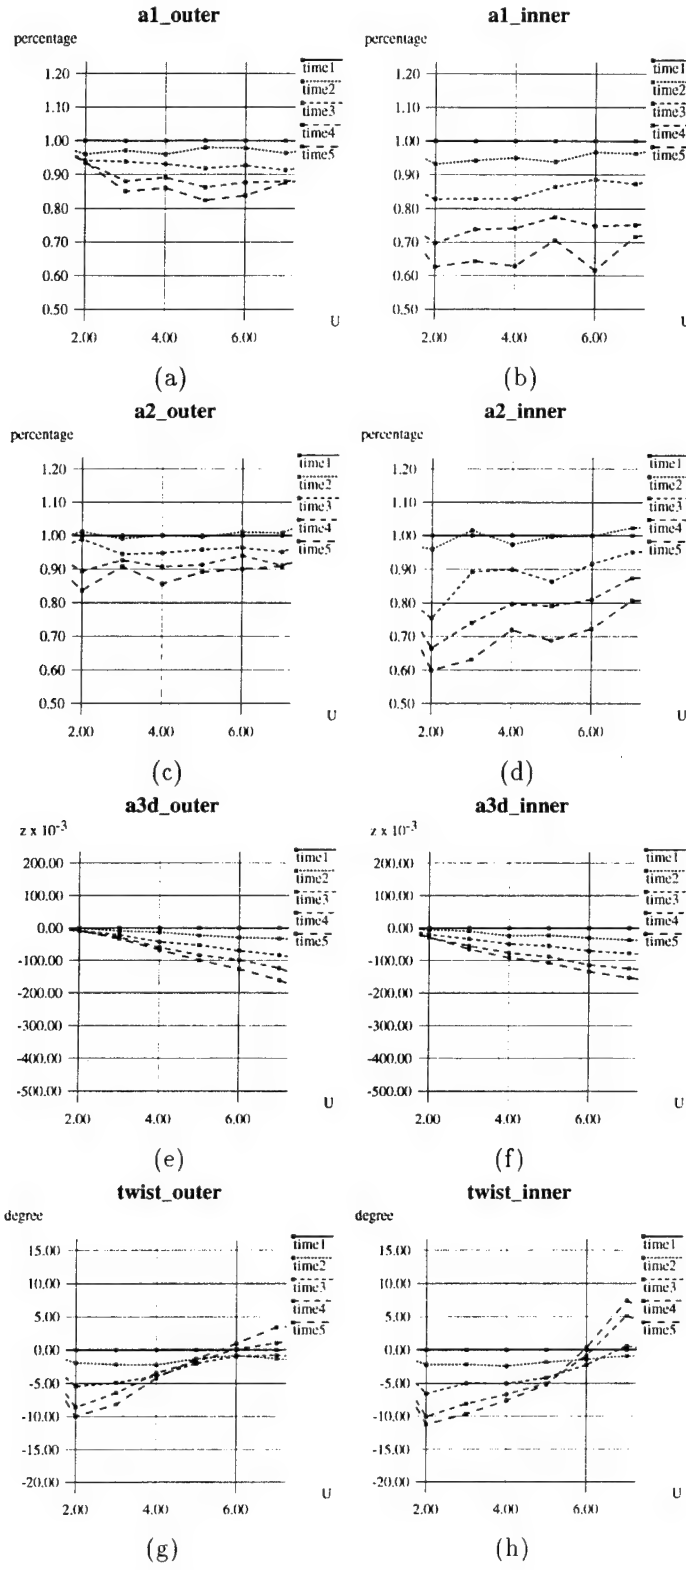 a1_outer
percentage
1.20
1.10
1.00
0.90
0.80
0.70
0.60
0.50
2.00 4.00 6.00
U
time1
time2
time3
time4
time5
(a)
a1_inner
percentage
1.20
1.10
1.00
0.90
0.80
0.70
0.60
0.50
2.00 4.00 6.00
U
time1
time2
time3
time4
time5
(b)
a2_outer
percentage
1.20
1.10
1.00
0.90
0.80
0.70
0.60
0.50
2.00 4.00 6.00
U
time1
time2
time3
time4
time5
(c)
a2_inner
percentage
1.20
1.10
1.00
0.90
0.80
0.70
0.60
0.50
2.00 4.00 6.00
U
time1
time2
time3
time4
time5
(d)
a3d_outer
z x 10-3
200.00
100.00
0.00
-100.00
-200.00
-300.00
-400.00
-500.00
2.00 4.00 6.00
U
time1
time2
time3
time4
time5
(e)
a3d_inner
z x 10-3
200.00
100.00
0.00
-100.00
-200.00
-300.00
-400.00
-500.00
2.00 4.00 6.00
U
time1
time2
time3
time4
time5
(f)
twist_outer
degree
15.00
10.00
5.00
0.00
-5.00
-10.00
-15.00
-20.00
2.00 4.00 6.00
U
time1
time2
time3
time4
time5
(g)
twist_inner
degree
15.00
10.00
5.00
0.00
-5.00
-10.00
-15.00
-20.00
2.00 4.00 6.00
U
time1
time2
time3
time4
time5
(h)